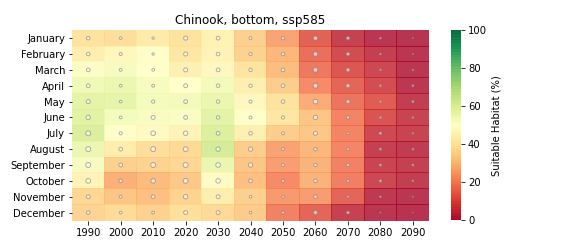 Chinook, bottom, ssp585
January
February
March
April
May
June
July
August
September
October
November
December
1990 2000 2010 2020 2030 2040 2050 2060 2070 2080 2090
100
80
60
40
20
0
Suitable Habitat (%)